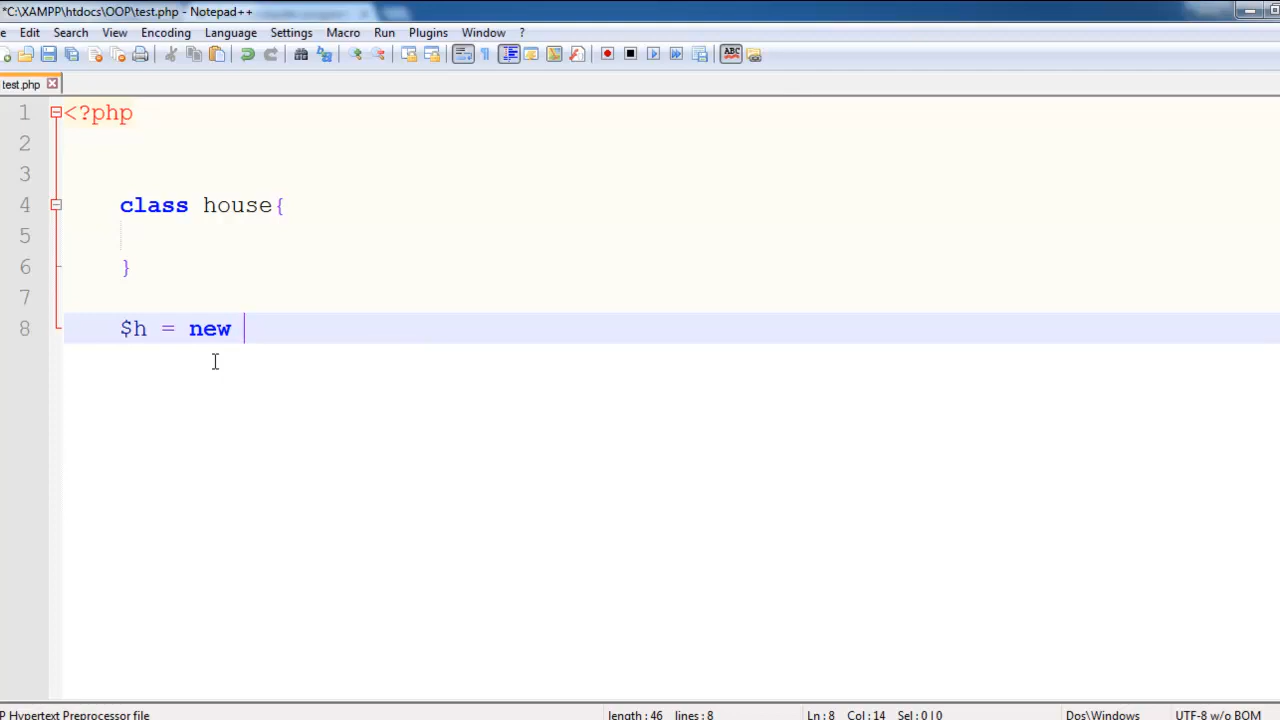 *C:\XAMPP\htdocs\OOP\test.php - Notepad++
e Edit Search View Encoding Language Settings Macro Run Plugins Window ?
test.php
1 <?php
2
3
4 class house{
5
6 }
7
8 $h = new
P Hypertext Preprocessor file length : 46 lines : 8 Ln : 8 Col : 14 Sel : 0 | 0 Dos\Windows UTF-8 w/o BOM